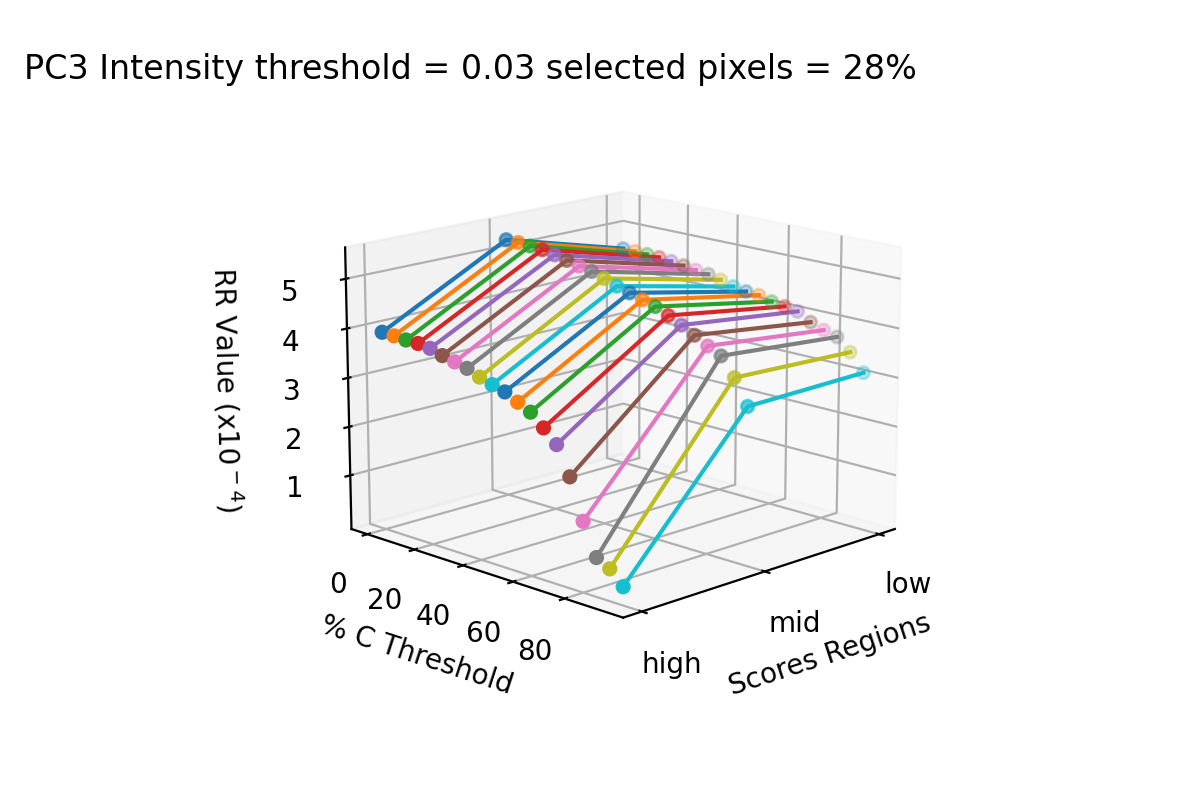 PC3 Intensity threshold = 0.03 selected pixels = 28%
RR Value (x10⁻⁴)
5
4
3
2
1
0
20
40
60
80
% C Threshold
high
mid
low
Scores Regions